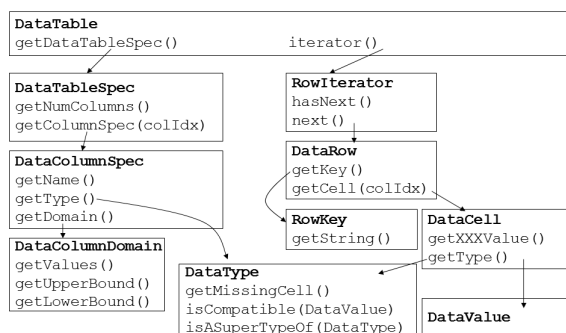 DataTable
getDataTableSpec() iterator()
DataTableSpec
getNumColumns()
getColumnSpec(colIdx)
RowIterator
hasNext()
next()
DataColumnSpec
getName()
getType()
getDomain()
DataRow
getKey()
getCell(colIdx)
RowKey
getString()
DataCell
getXXXValue()
getType()
DataColumnDomain
getValues()
getUpperBound()
getLowerBound()
DataType
getMissingCell()
isCompatible(DataValue)
isASuperTypeOf(DataType)
DataValue